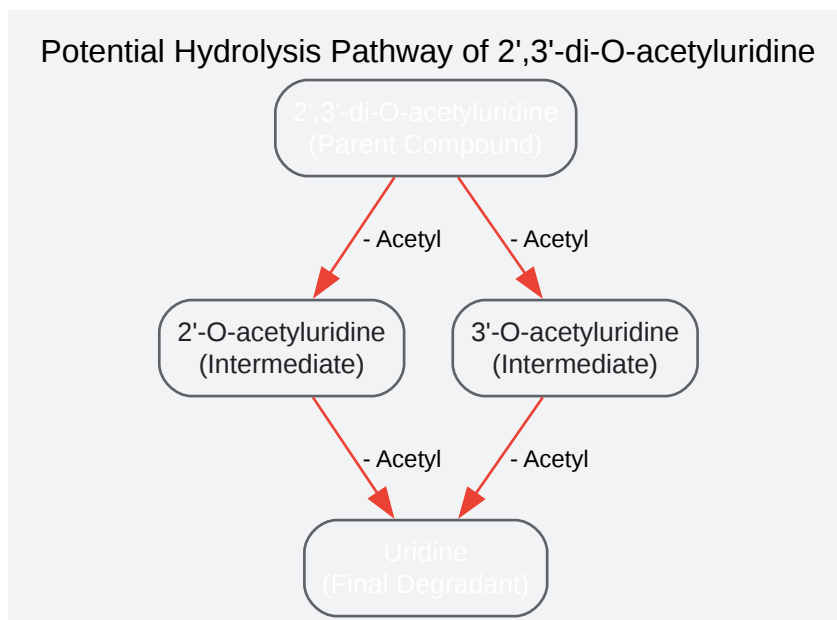 Potential Hydrolysis Pathway of 2',3'-di-O-acetyluridine
2',3'-di-O-acetyluridine
(Parent Compound)
- Acetyl
- Acetyl
2'-O-acetyluridine
(Intermediate)
3'-O-acetyluridine
(Intermediate)
- Acetyl
- Acetyl
Uridine
(Final Degradant)